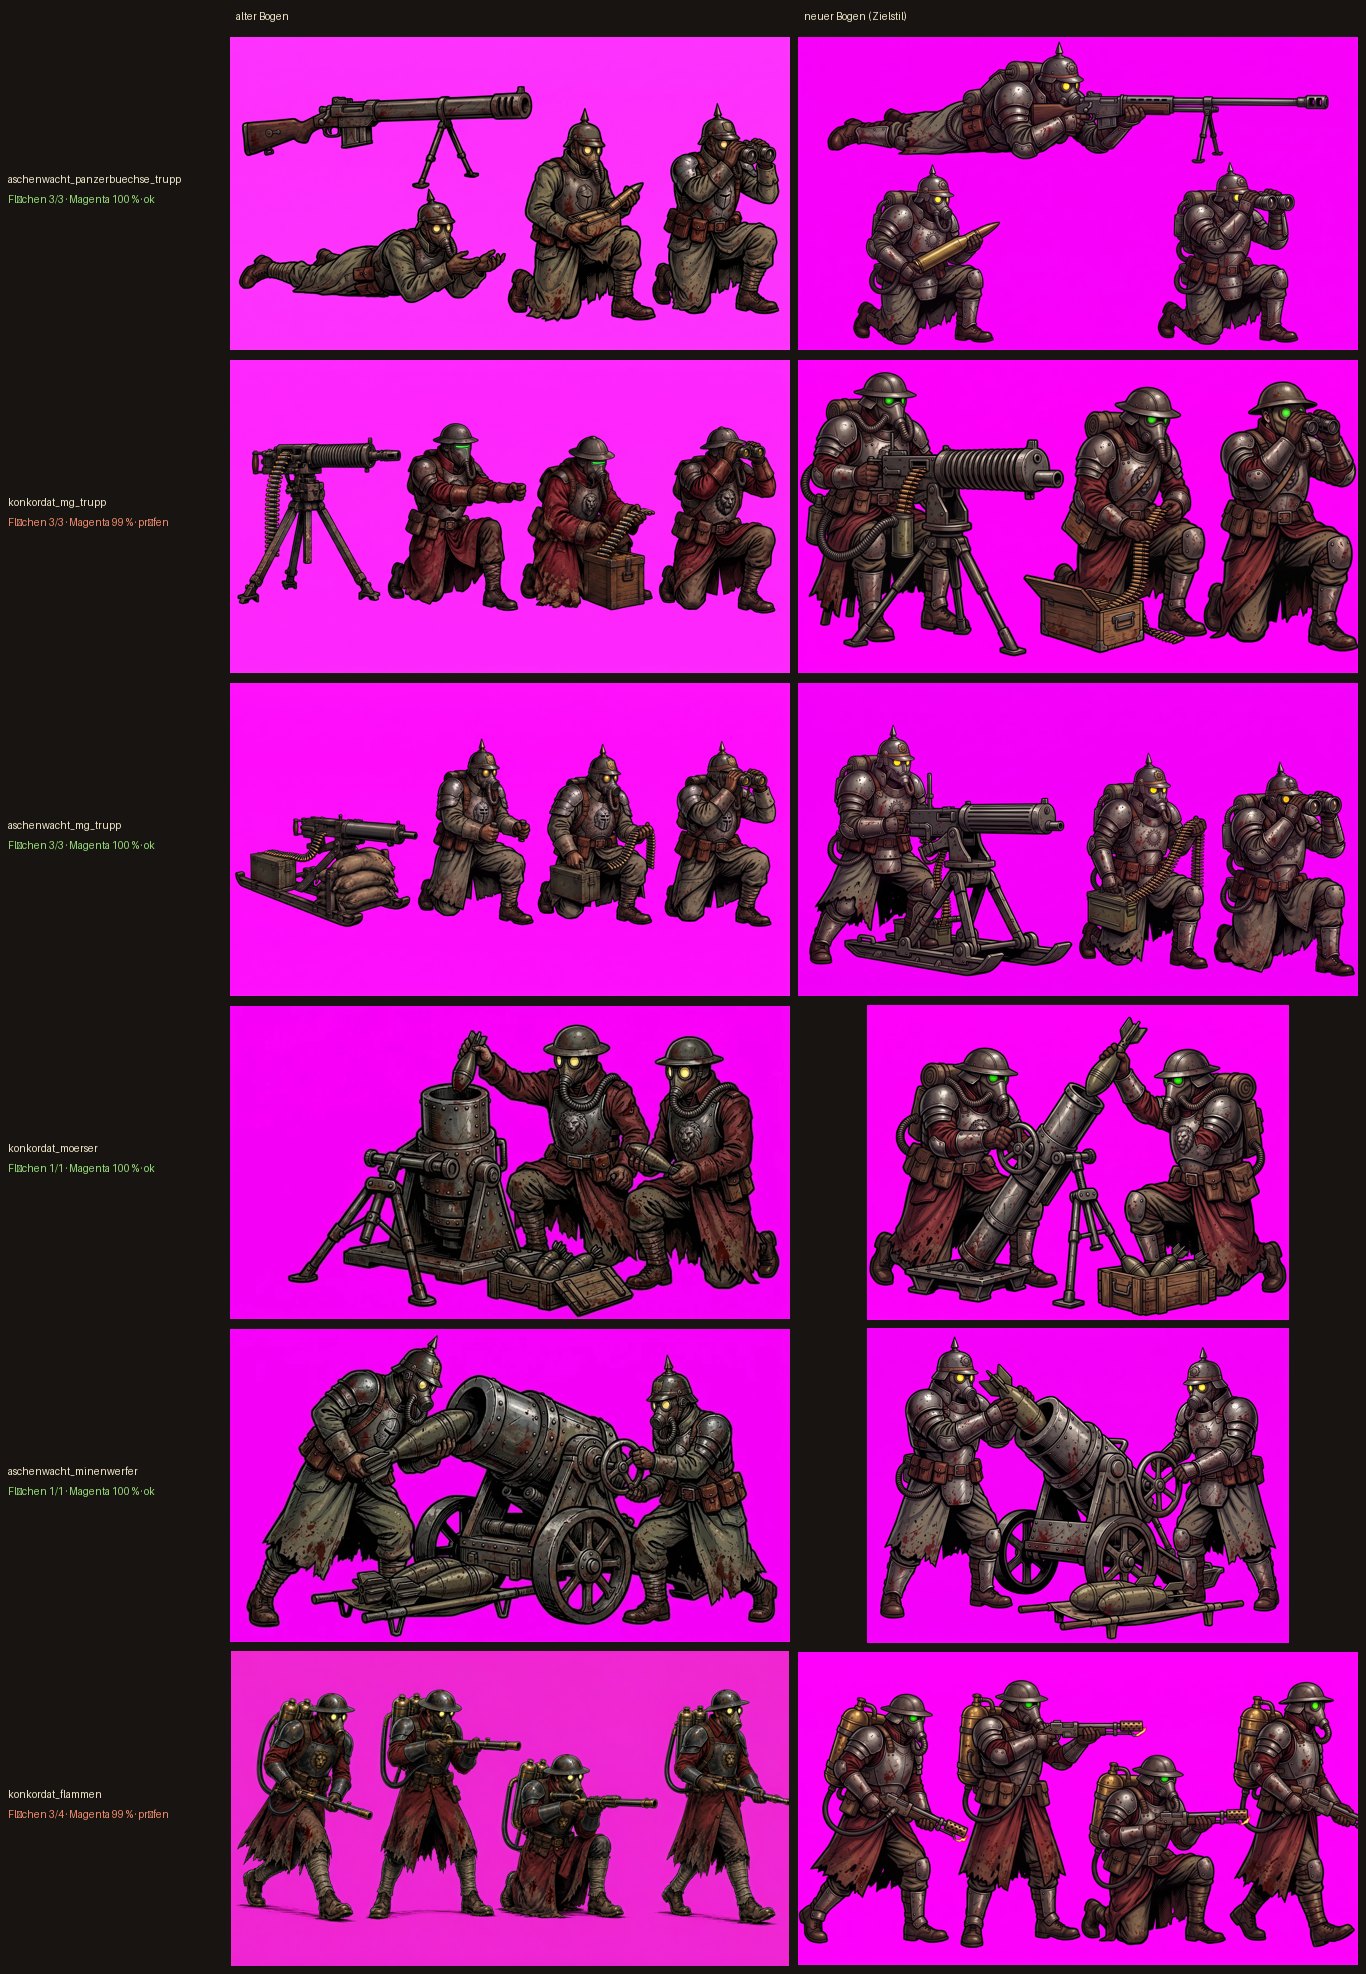 alter Bogen
neuer Bogen (Zielstil)
aschenwacht_panzerbuechse_trupp
Fl☒chen 3/3 · Magenta 100 % · ok
konkordat_mg_trupp
Fl☒chen 3/3 · Magenta 99 % · pr☒fen
aschenwacht_mg_trupp
Fl☒chen 3/3 · Magenta 100 % · ok
konkordat_moerser
Fl☒chen 1/1 · Magenta 100 % · ok
aschenwacht_minenwerfer
Fl☒chen 1/1 · Magenta 100 % · ok
konkordat_flammen
Fl☒chen 3/4 · Magenta 99 % · pr☒fen